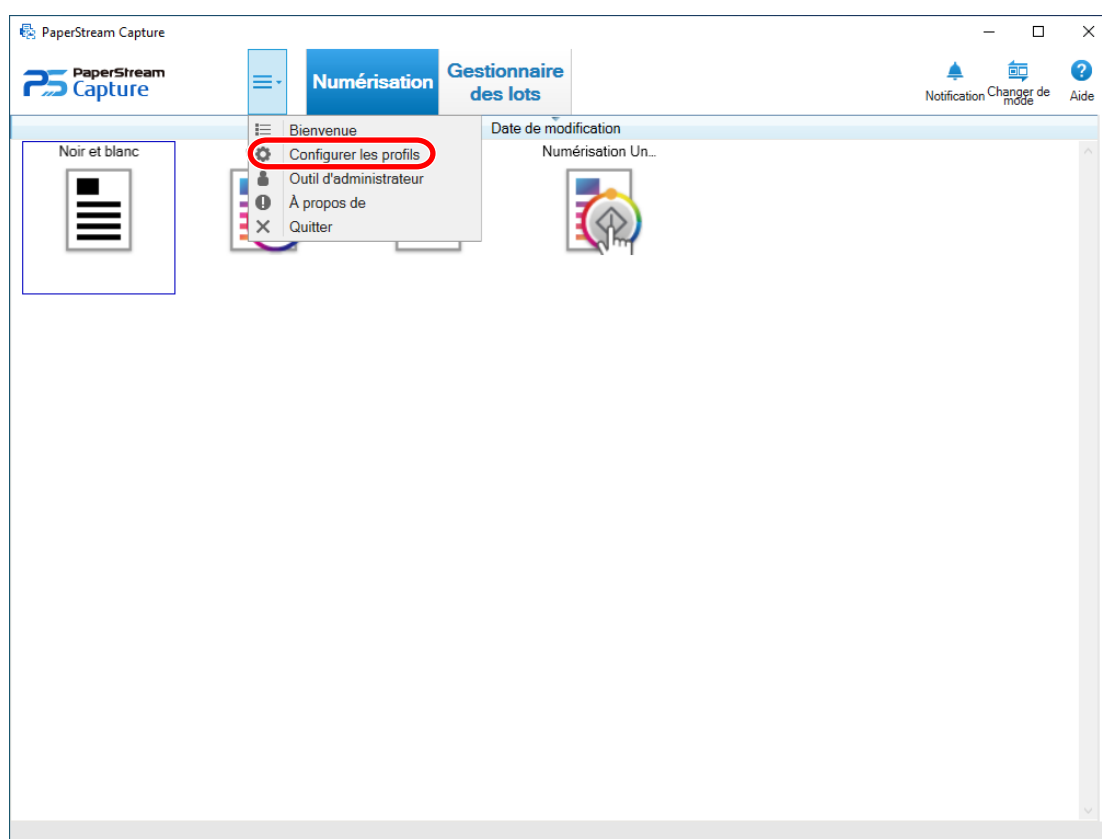 PaperStream Capture
PaperStream
Capture
Numérisation
Gestionnaire
des lots
Notification
Changer de
mode
Aide
Date de modification
Bienvenue
Configurer les profils
Outil d'administrateur
À propos de
Quitter
Noir et blanc
Numérisation Un...